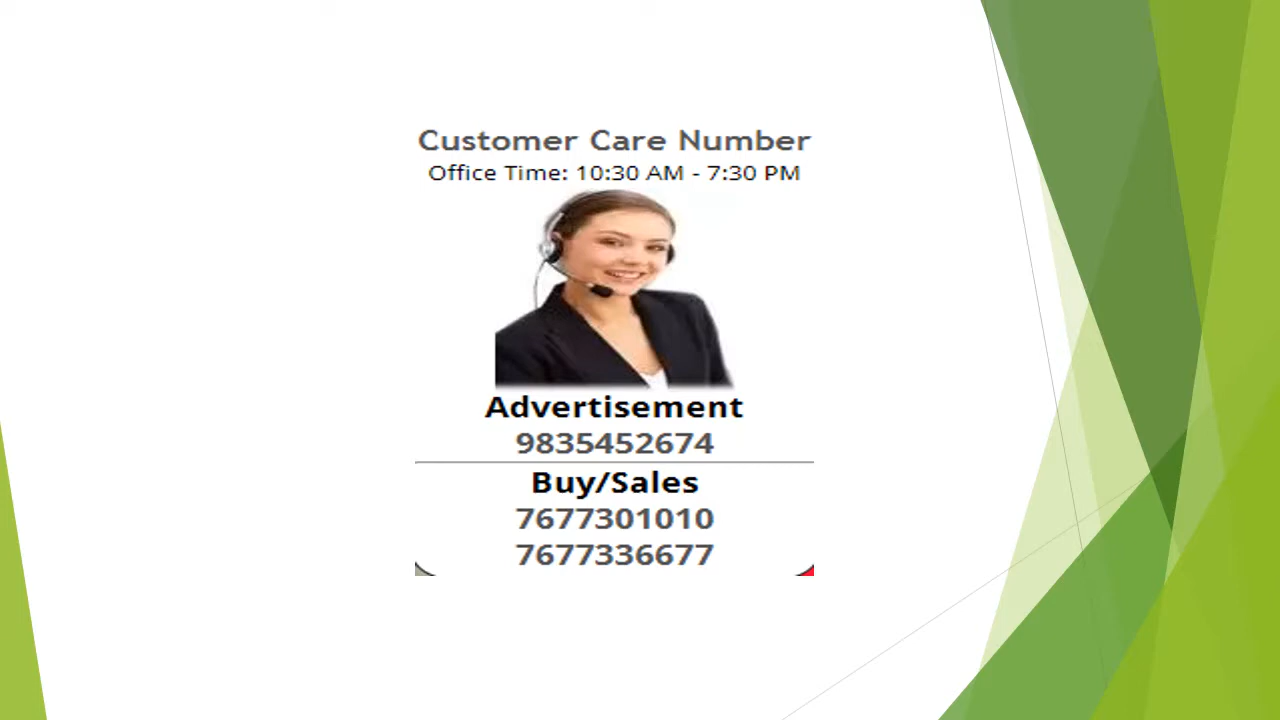 Customer Care Number
Office Time: 10:30 AM - 7:30 PM
Advertisement
9835452674
Buy/Sales
7677301010
7677336677